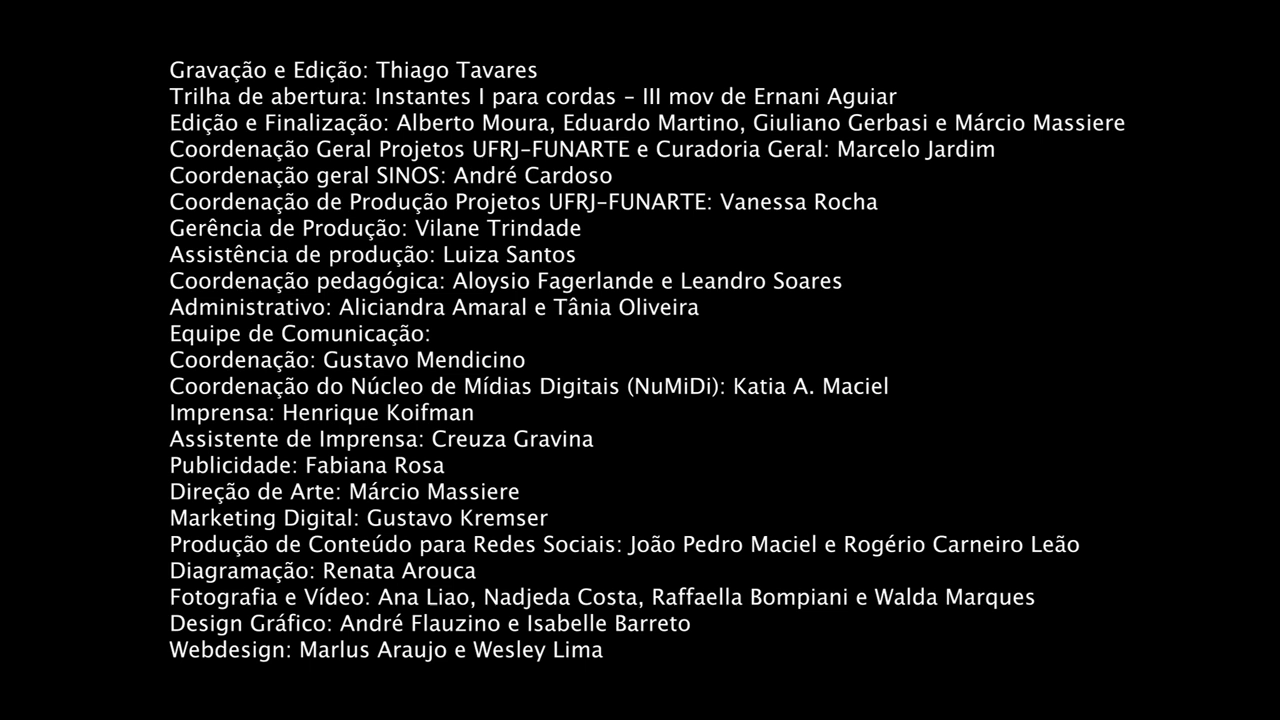 Gravação e Edição: Thiago Tavares
Trilha de abertura: Instantes I para cordas – III mov de Ernani Aguiar
Edição e Finalização: Alberto Moura, Eduardo Martino, Giuliano Gerbasi e Márcio Massiere
Coordenação Geral Projetos UFRJ–FUNARTE e Curadoria Geral: Marcelo Jardim
Coordenação geral SINOS: André Cardoso
Coordenação de Produção Projetos UFRJ–FUNARTE: Vanessa Rocha
Gerência de Produção: Vilane Trindade
Assistência de produção: Luiza Santos
Coordenação pedagógica: Aloysio Fagerlande e Leandro Soares
Administrativo: Aliciandra Amaral e Tânia Oliveira
Equipe de Comunicação:
Coordenação: Gustavo Mendicino
Coordenação do Núcleo de Mídias Digitais (NuMiDi): Katia A. Maciel
Imprensa: Henrique Koifman
Assistente de Imprensa: Creuza Gravina
Publicidade: Fabiana Rosa
Direção de Arte: Márcio Massiere
Marketing Digital: Gustavo Kremser
Produção de Conteúdo para Redes Sociais: João Pedro Maciel e Rogério Carneiro Leão
Diagramação: Renata Arouca
Fotografia e Vídeo: Ana Liao, Nadjeda Costa, Raffaella Bompiani e Walda Marques
Design Gráfico: André Flauzino e Isabelle Barreto
Webdesign: Marlus Araujo e Wesley Lima